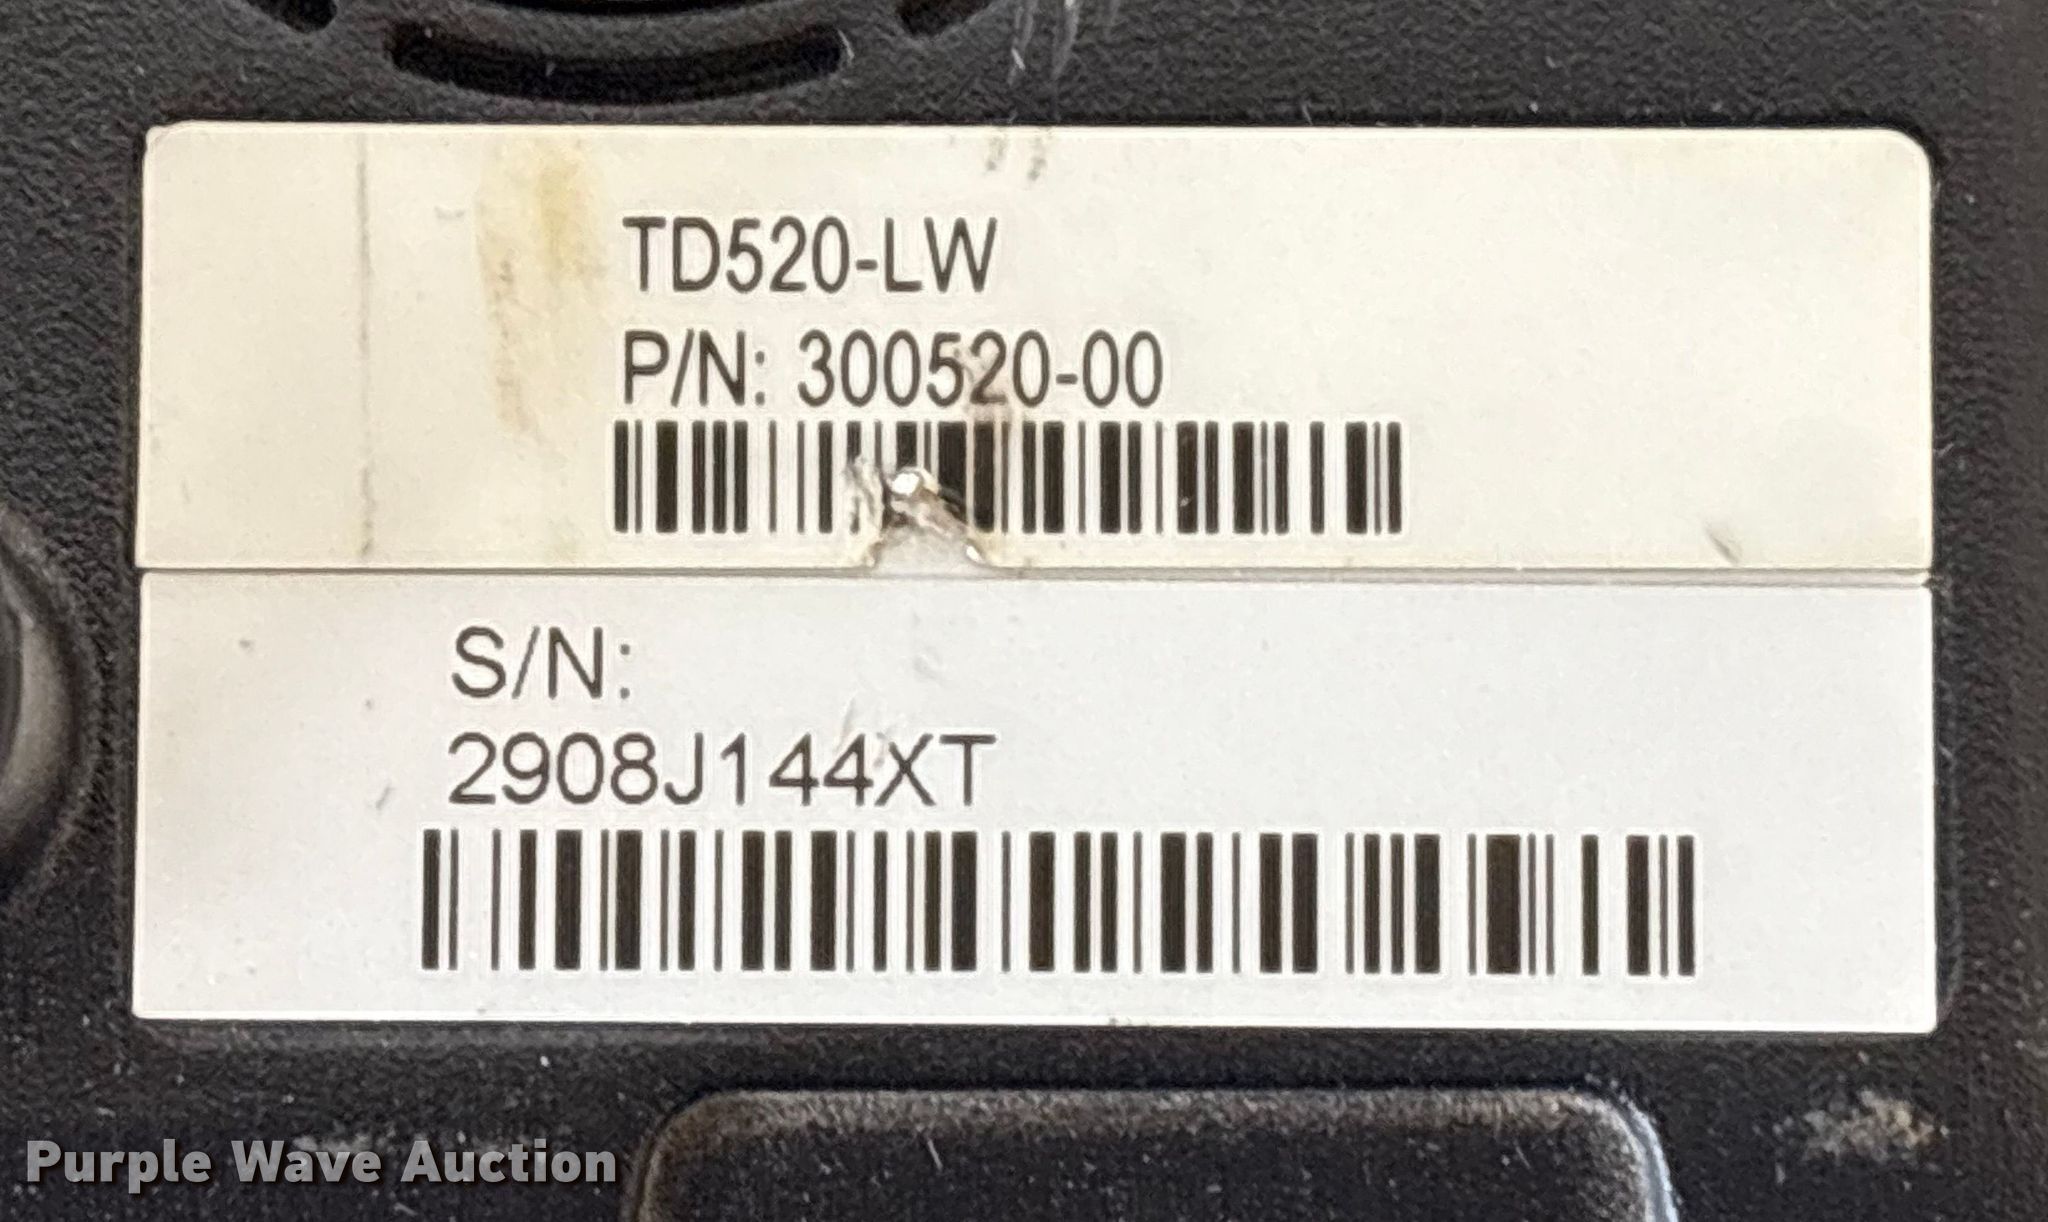 TD520-LW
P/N: 300520-00
S/N:
2908J144XT
Purple Wave Auction